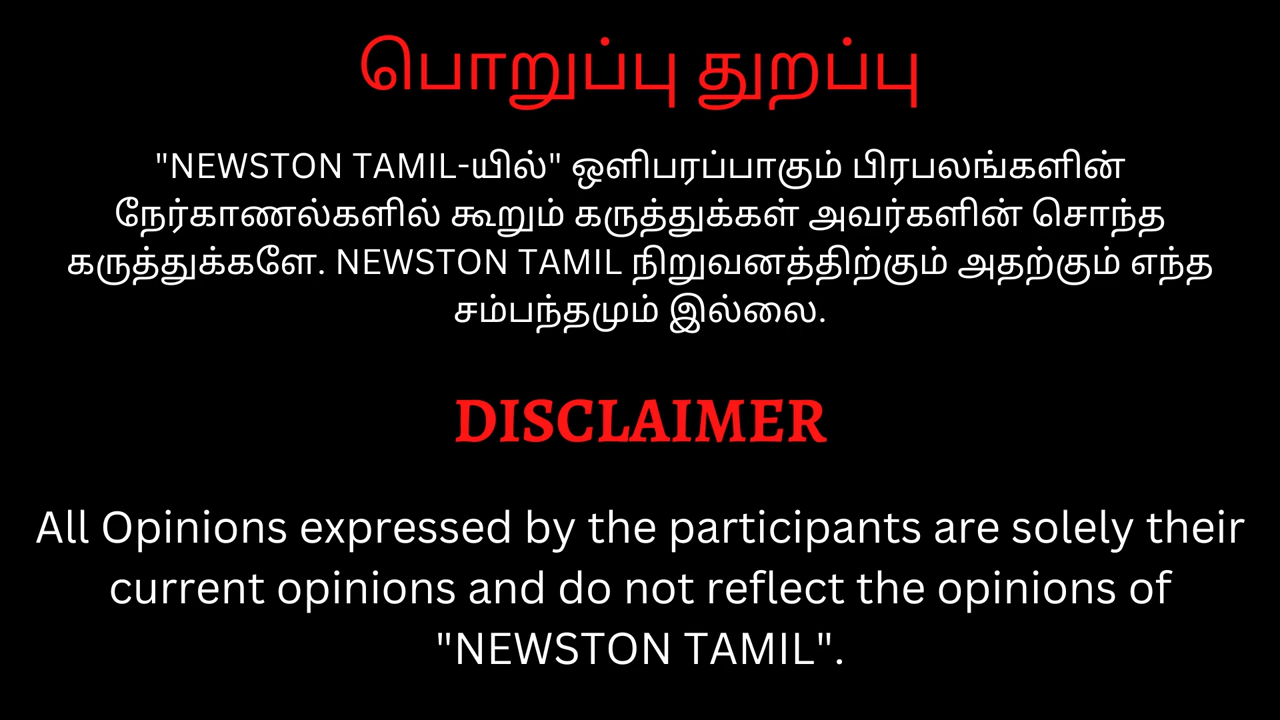 பொறுப்பு துறப்பு
"NEWSTON TAMIL-யில்" ஒளிபரப்பாகும் பிரபலங்களின்
நேர்காணல்களில் கூறும் கருத்துக்கள் அவர்களின் சொந்த
கருத்துக்களே. NEWSTON TAMIL நிறுவனத்திற்கும் அதற்கும் எந்த
சம்பந்தமும் இல்லை.
DISCLAIMER
All Opinions expressed by the participants are solely their
current opinions and do not reflect the opinions of
"NEWSTON TAMIL".